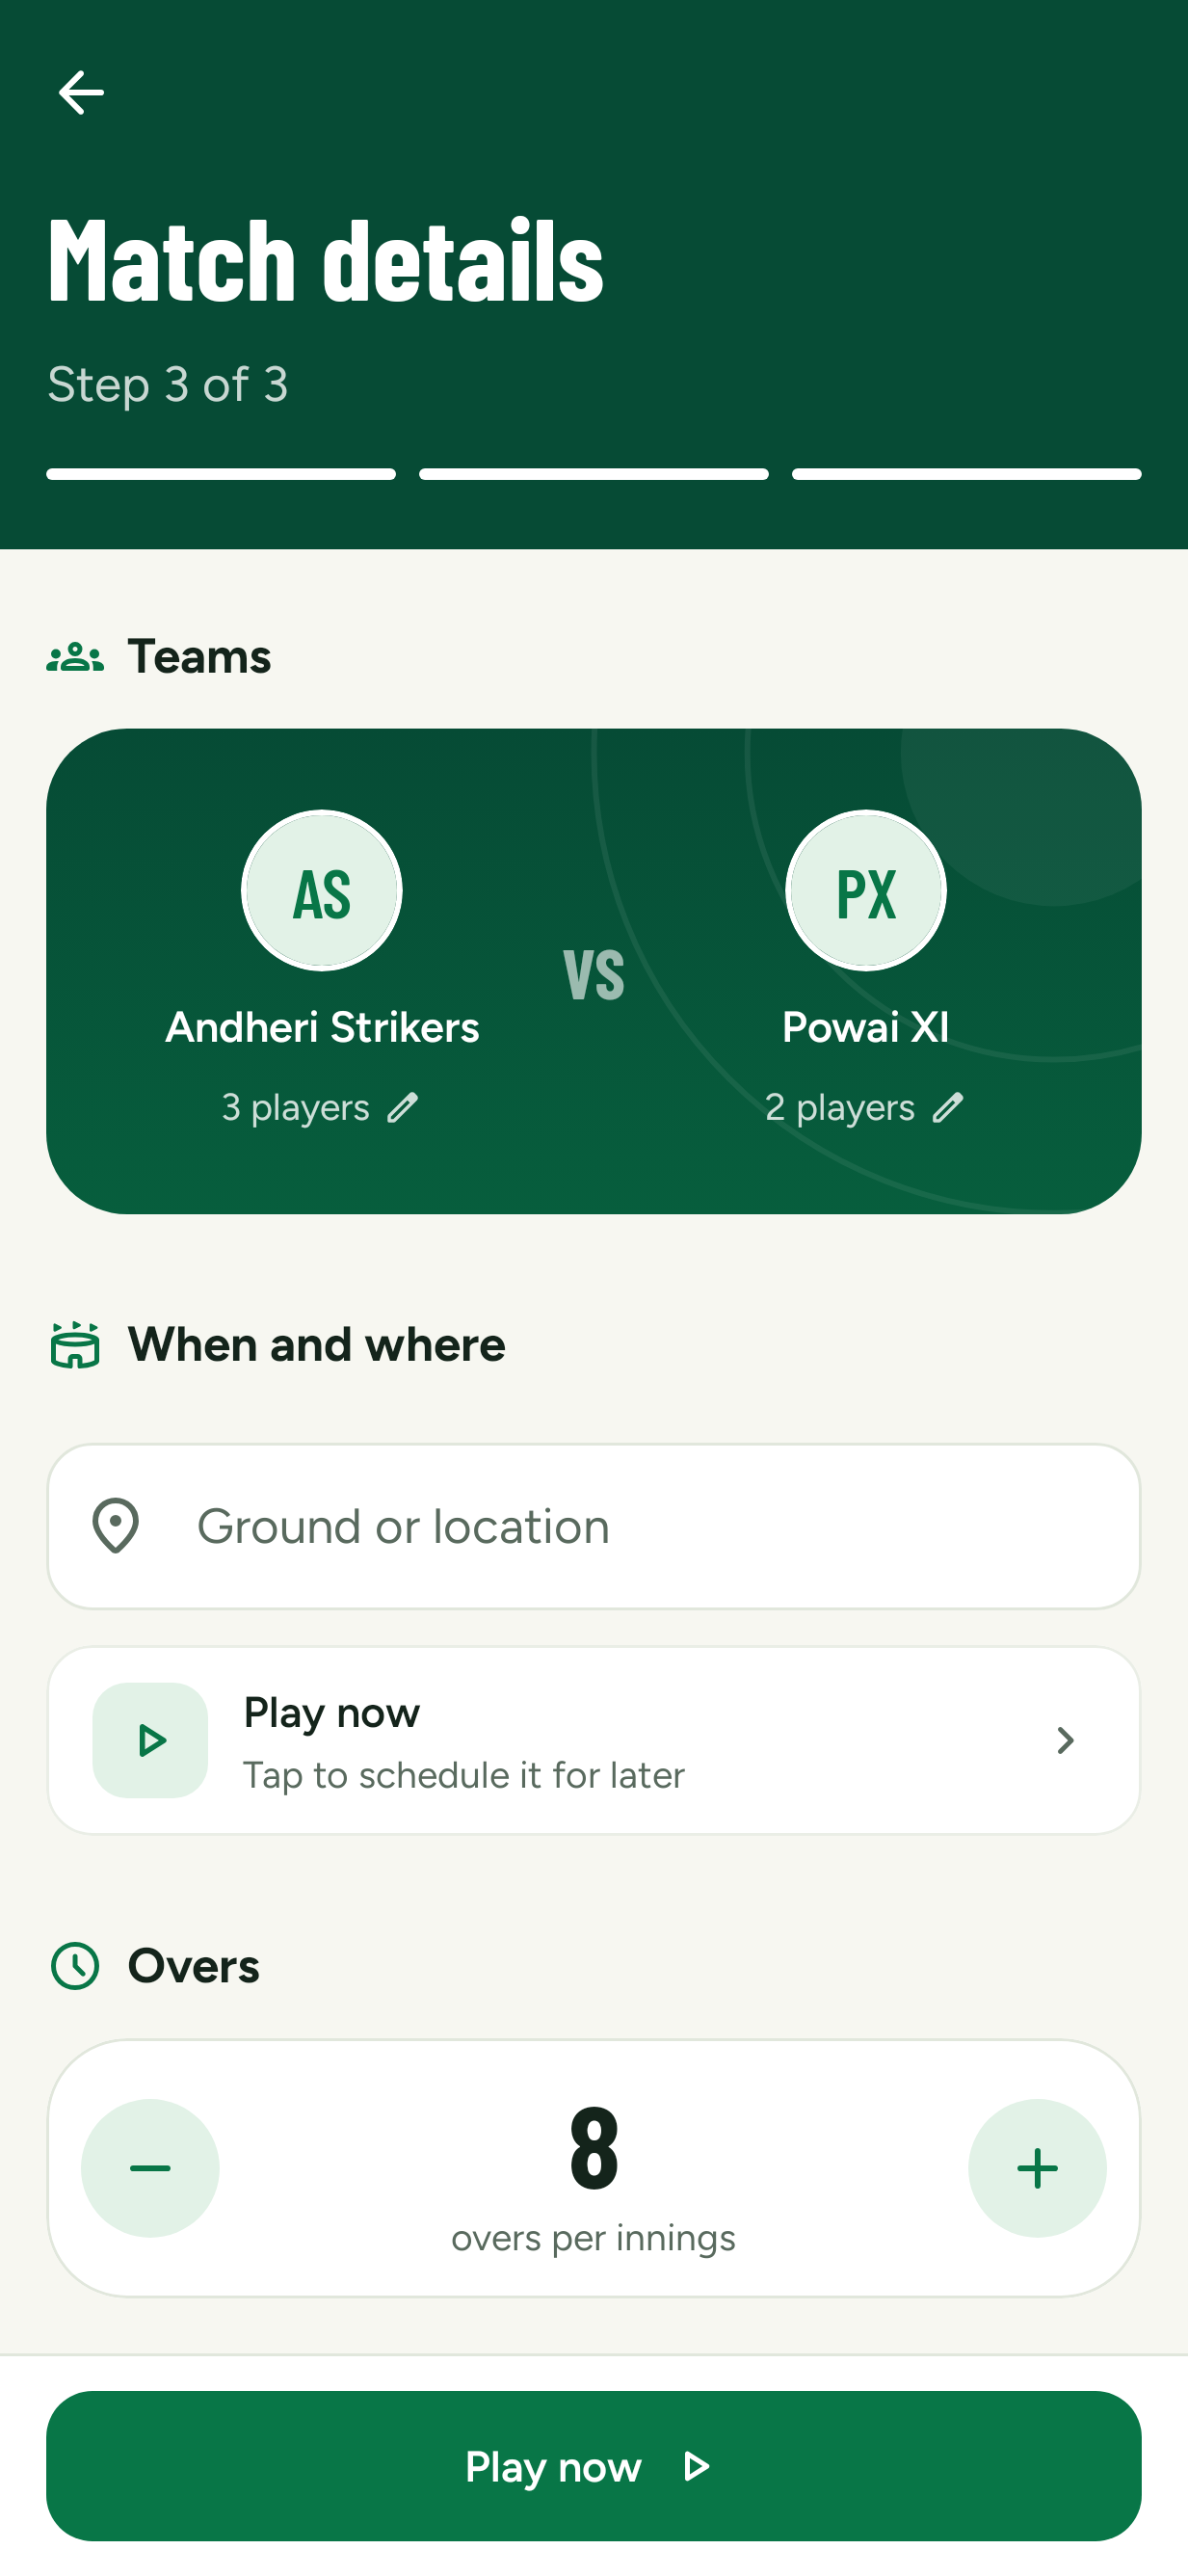 Match details
Step 3 of 3
Teams
AS
PX
VS
Andheri Strikers
Powai XI
3 players
2 players
When and where
Ground or location
Play now
Tap to schedule it for later
Overs
8
overs per innings
Play now